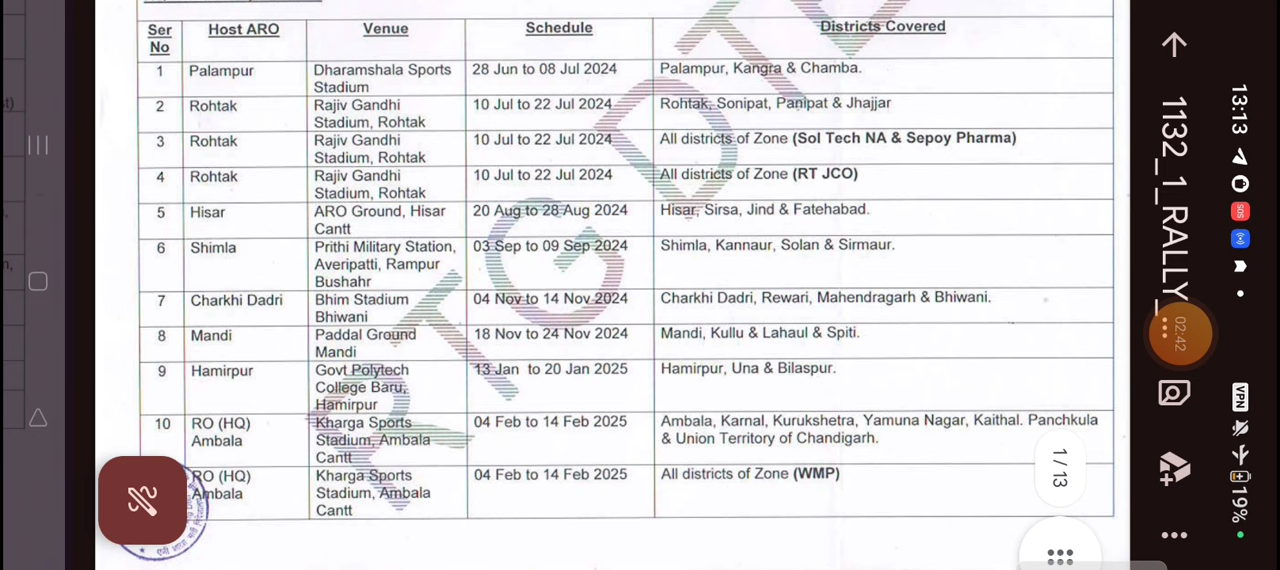 Ser No Host ARO Venue Schedule Districts Covered
1 Palampur Dharamshala Sports Stadium 28 Jun to 08 Jul 2024 Palampur, Kangra & Chamba.
2 Rohtak Rajiv Gandhi Stadium, Rohtak 10 Jul to 22 Jul 2024 Rohtak, Sonipat, Panipat & Jhajjar
3 Rohtak Rajiv Gandhi Stadium, Rohtak 10 Jul to 22 Jul 2024 All districts of Zone (Sol Tech NA & Sepoy Pharma)
4 Rohtak Rajiv Gandhi Stadium, Rohtak 10 Jul to 22 Jul 2024 All districts of Zone (RT JCO)
5 Hisar ARO Ground, Hisar Cantt 20 Aug to 28 Aug 2024 Hisar, Sirsa, Jind & Fatehabad.
6 Shimla Prithi Military Station, Averipatti, Rampur Bushahr 03 Sep to 09 Sep 2024 Shimla, Kannaur, Solan & Sirmaur.
7 Charkhi Dadri Bhim Stadium Bhiwani 04 Nov to 14 Nov 2024 Charkhi Dadri, Rewari, Mahendragarh & Bhiwani.
8 Mandi Paddal Ground Mandi 18 Nov to 24 Nov 2024 Mandi, Kullu & Lahaul & Spiti.
9 Hamirpur Govt Polytech College Baru, Hamirpur 13 Jan to 20 Jan 2025 Hamirpur, Una & Bilaspur.
10 RO (HQ) Ambala Kharga Sports Stadium, Ambala Cantt 04 Feb to 14 Feb 2025 Ambala, Karnal, Kurukshetra, Yamuna Nagar, Kaithal. Panchkula & Union Territory of Chandigarh.
RO (HQ) Ambala Kharga Sports Stadium, Ambala Cantt 04 Feb to 14 Feb 2025 All districts of Zone (WMP)
1132_1_RALLY_
13:13
SOS
02:42
VPN
19%
1 / 13